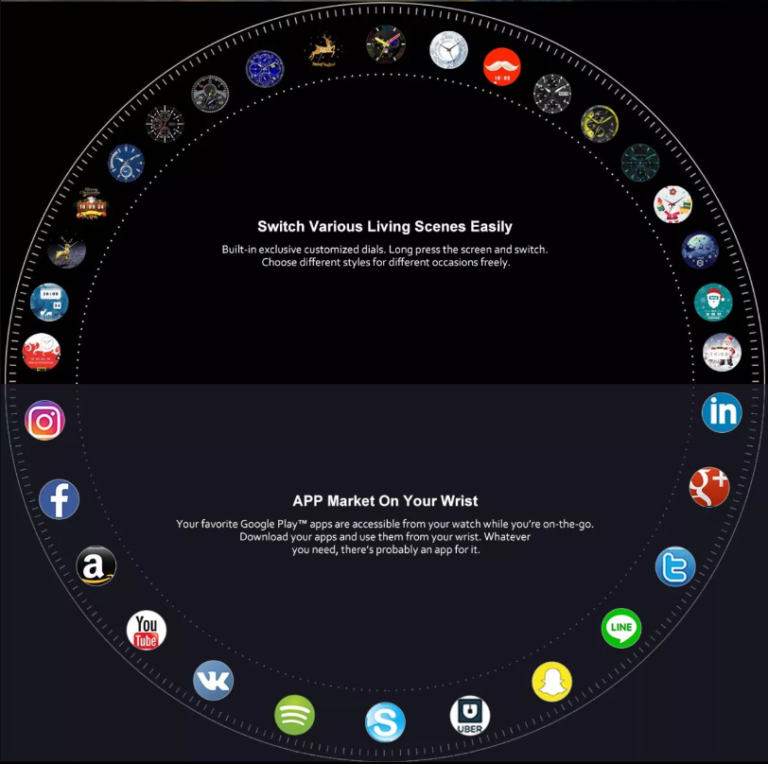 Switch Various Living Scenes Easily
Built-in exclusive customized dials. Long press the screen and switch.
Choose different styles for different occasions freely.
in
g+
APP Market On Your Wrist
Your favorite Google Play™ apps are accessible from your watch while you're on-the-go.
Download your apps and use them from your wrist. Whatever
you need, there's probably an app for it.
f
a
You
Tube
LINE
S
UBER